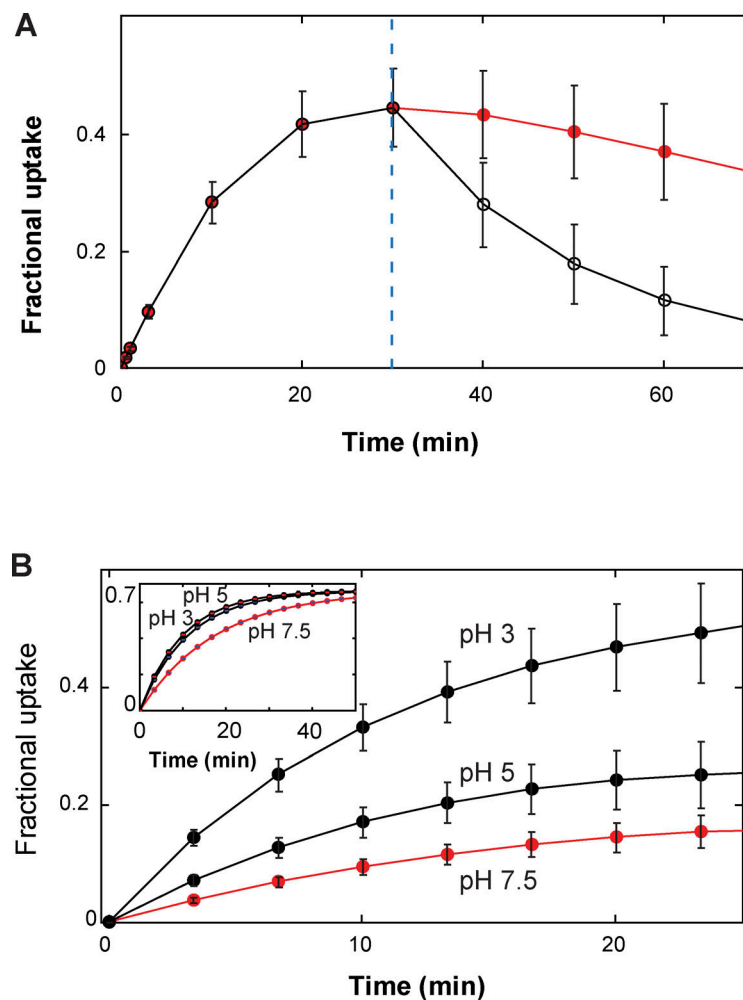 A
Fractional uptake
0.4
0.2
0
0 20 40 60
Time (min)
B
Fractional uptake
0.4
0.2
0
0.7
0
pH 5
pH 3
pH 7.5
0 20 40
Time (min)
pH 3
pH 5
pH 7.5
0 10 20
Time (min)